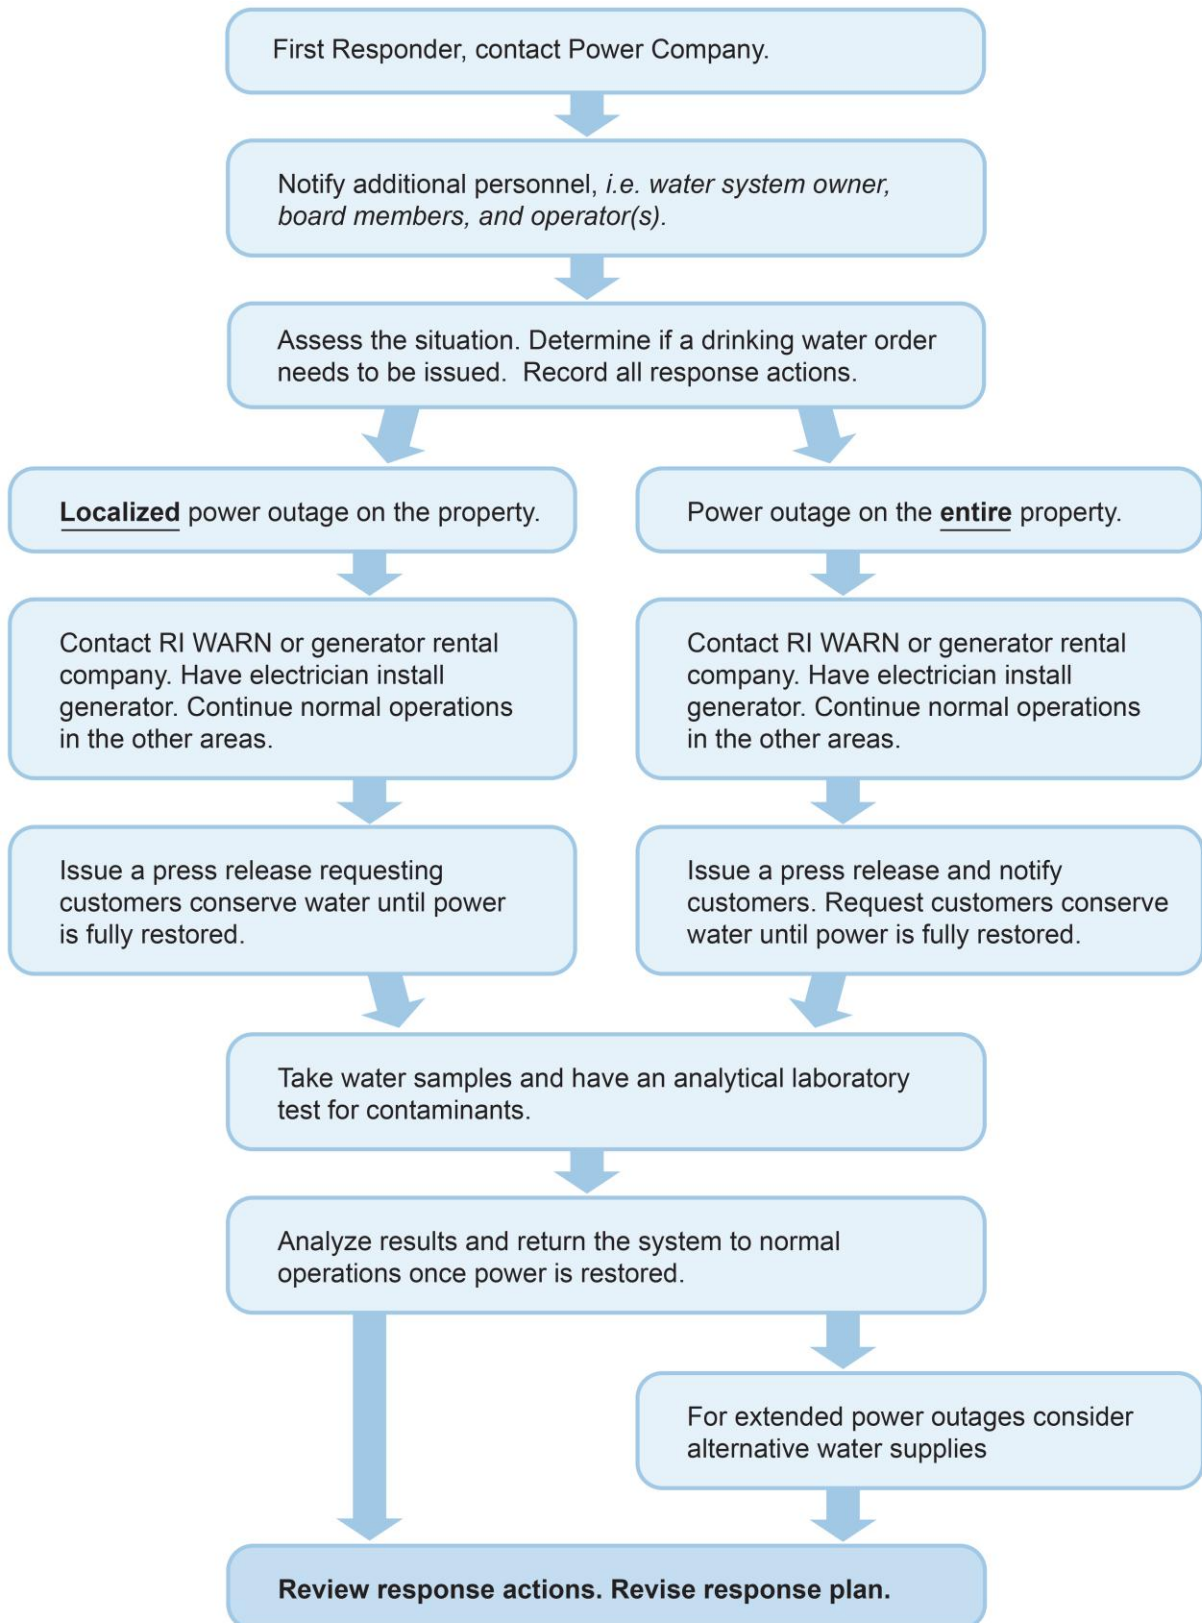 First Responder, contact Power Company.
Notify additional personnel, i.e. water system owner,
board members, and operator(s).
Assess the situation. Determine if a drinking water order
needs to be issued.  Record all response actions.
Localized power outage on the property.
Power outage on the entire property.
Contact RI WARN or generator rental
company. Have electrician install
generator. Continue normal operations
in the other areas.
Contact RI WARN or generator rental
company. Have electrician install
generator. Continue normal operations
in the other areas.
Issue a press release requesting
customers conserve water until power
is fully restored.
Issue a press release and notify
customers. Request customers conserve
water until power is fully restored.
Take water samples and have an analytical laboratory
test for contaminants.
Analyze results and return the system to normal
operations once power is restored.
For extended power outages consider
alternative water supplies
Review response actions. Revise response plan.